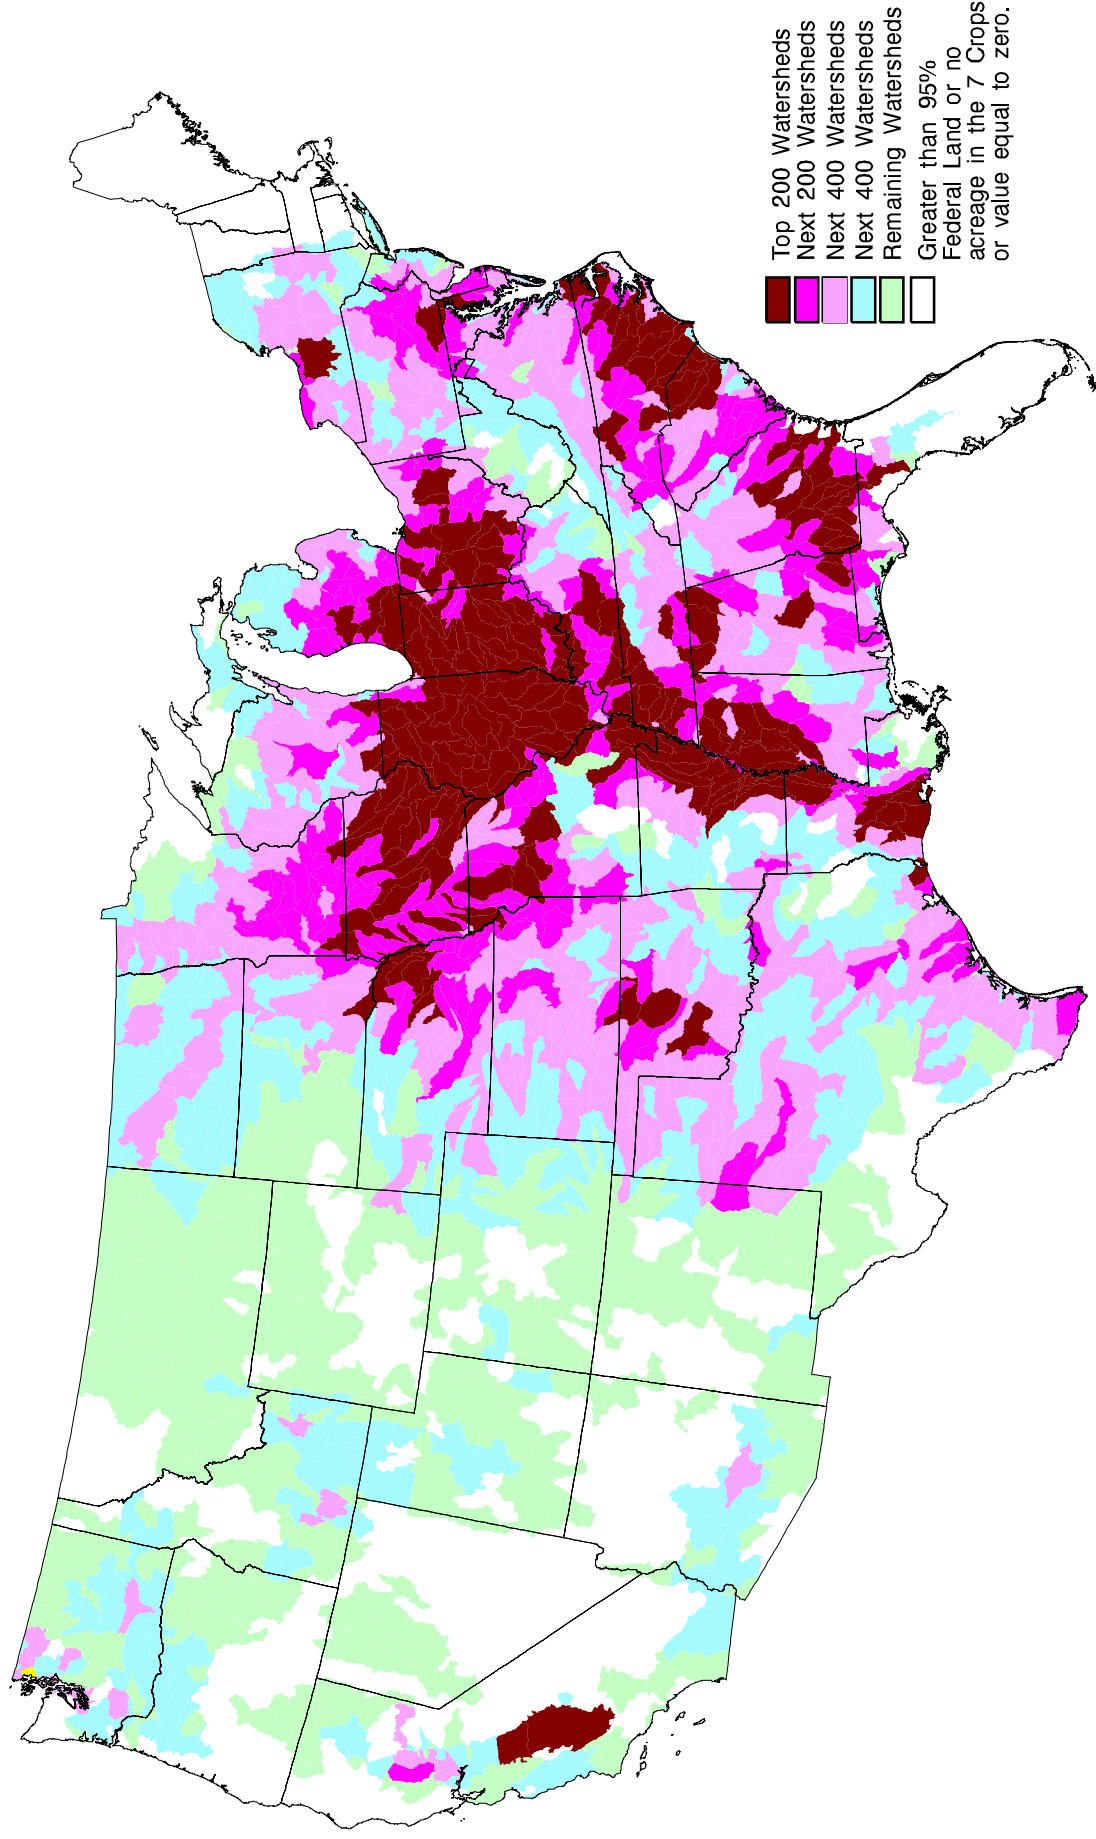 Top 200 Watersheds
Next 200 Watersheds
Next 400 Watersheds
Next 400 Watersheds
Remaining Watersheds
Greater than 95%
Federal Land or no
acreage in the 7 Crops
or value equal to zero.